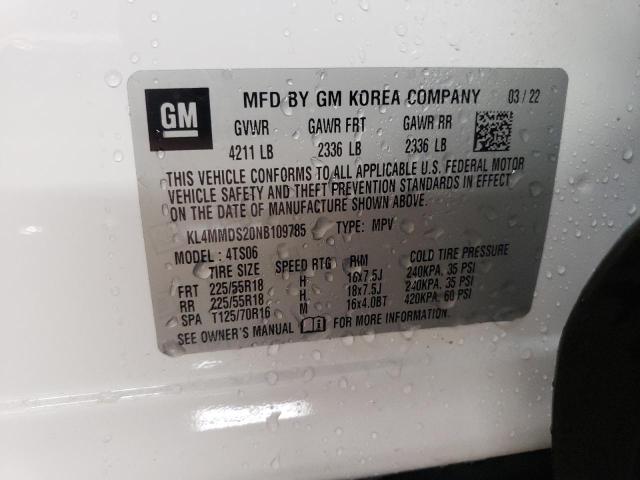 GM
MFD BY GM KOREA COMPANY 03/22
GVWR GAWR FRT GAWR RR
4211 LB 2336 LB 2336 LB
THIS VEHICLE CONFORMS TO ALL APPLICABLE U.S. FEDERAL MOTOR
VEHICLE SAFETY AND THEFT PREVENTION STANDARDS IN EFFECT
ON THE DATE OF MANUFACTURE SHOWN ABOVE.
KL4MMDS20NB109785 TYPE: MPV
MODEL: 4TS06
TIRE SIZE SPEED RTG RIM COLD TIRE PRESSURE
FRT 225/55R18 H 16x7.5J 240KPA, 35 PSI
RR 225/55R18 H 18x7.5J 240KPA, 35 PSI
SPA T125/70R16 M 16x4.0BT 420KPA, 60 PSI
SEE OWNER'S MANUAL FOR MORE INFORMATION.